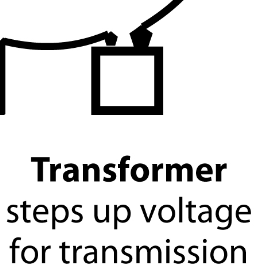 Transformer
steps up voltage
for transmission